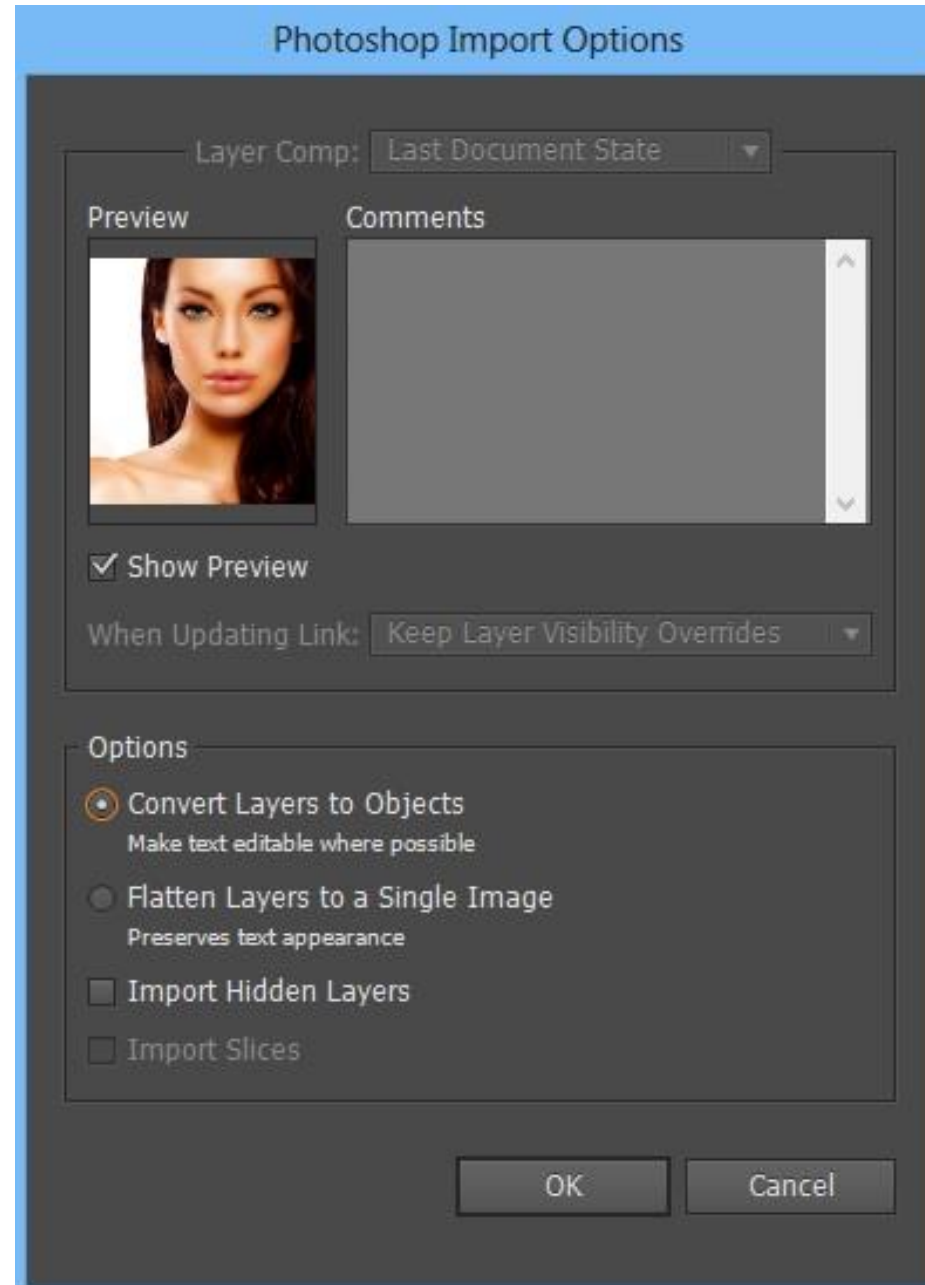 Photoshop Import Options
Layer Comp: Last Document State
Preview Comments
Show Preview
When Updating Link: Keep Layer Visibility Overrides
Options
Convert Layers to Objects
Make text editable where possible
Flatten Layers to a Single Image
Preserves text appearance
Import Hidden Layers
Import Slices
OK Cancel